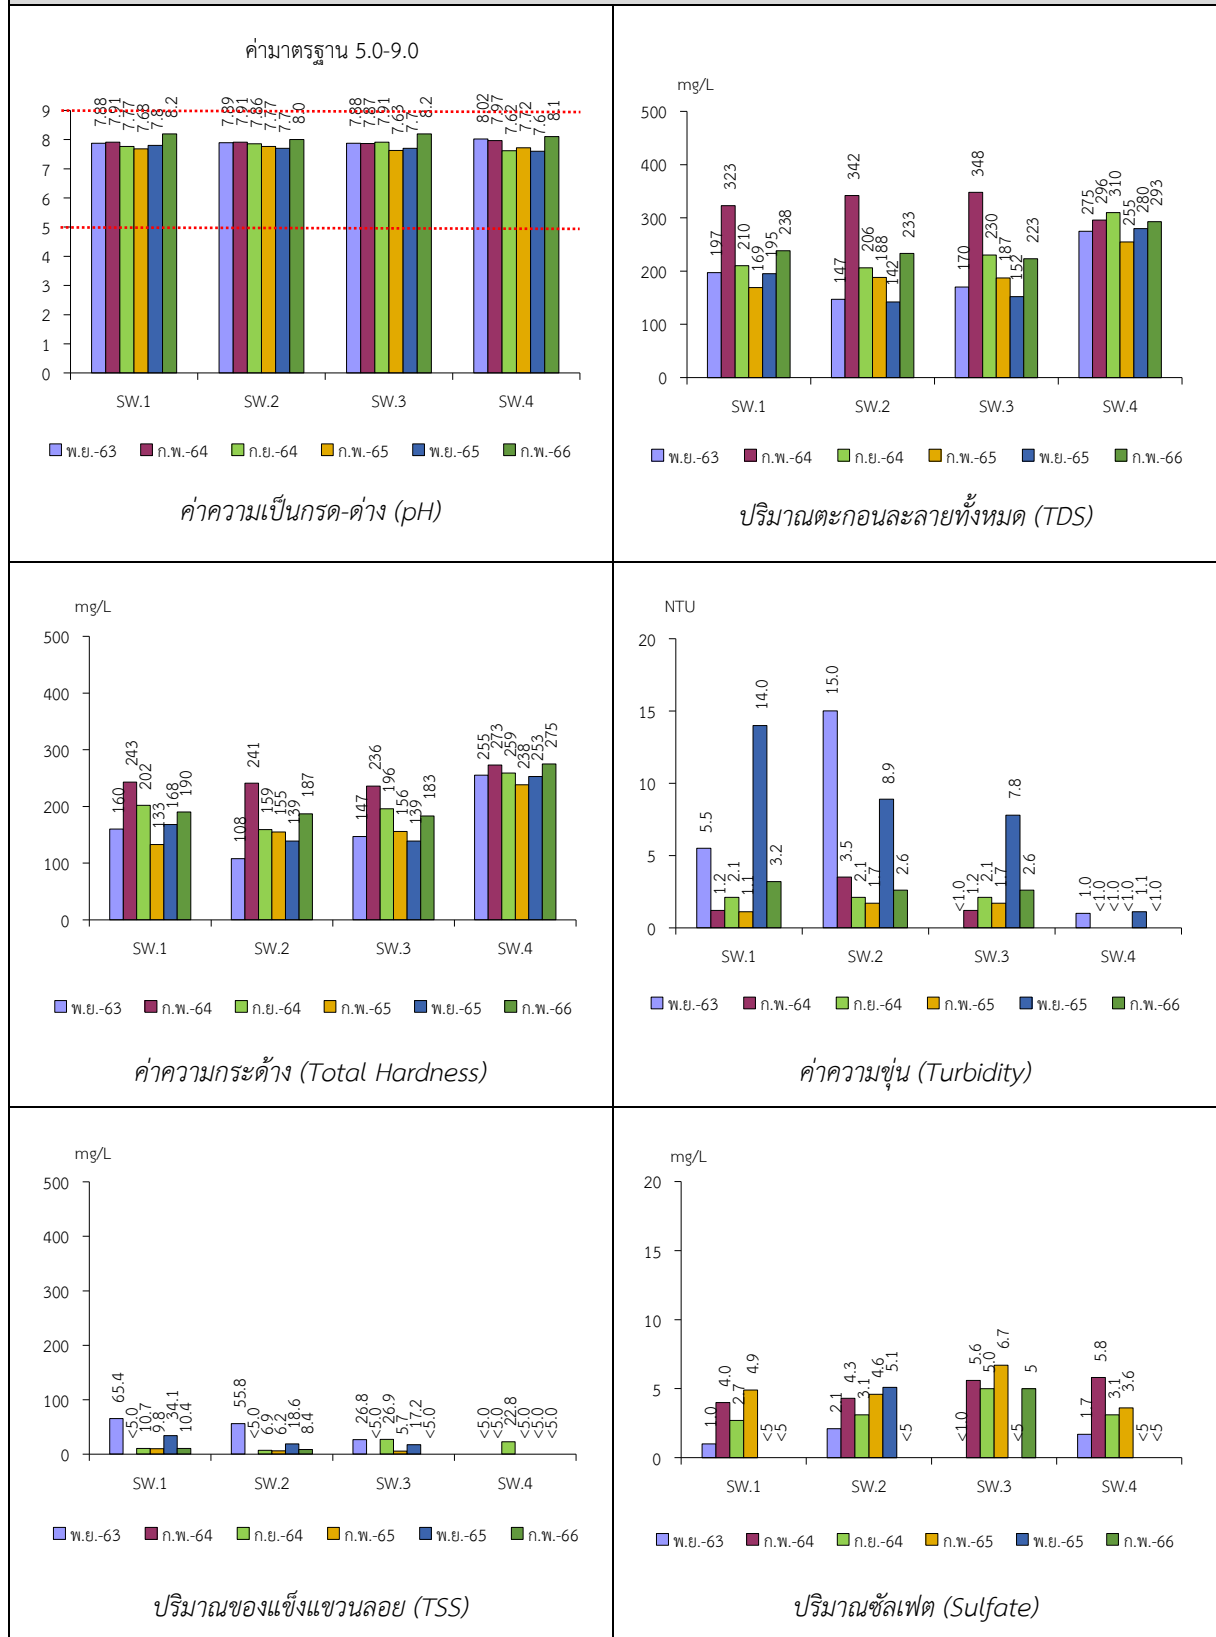 ค่ามาตรฐาน 5.0-9.0
9
8
7
6
5
4
3
2
1
0
7.88 7.91 7.77 7.68 7.8 8.2
7.89 7.91 7.86 7.77 7.7 8.0
7.88 7.87 7.91 7.63 7.7 8.2
8.02 7.97 7.62 7.72 7.6 8.1
SW.1 SW.2 SW.3 SW.4
พ.ย.-63 ก.พ.-64 ก.ย.-64 ก.พ.-65 พ.ย.-65 ก.พ.-66
ค่าความเป็นกรด-ด่าง (pH)
mg/L
500
400
300
200
100
0
197 323 210 169 195 238
147 342 206 188 142 233
170 348 230 187 152 223
275 296 310 255 280 293
SW.1 SW.2 SW.3 SW.4
พ.ย.-63 ก.พ.-64 ก.ย.-64 ก.พ.-65 พ.ย.-65 ก.พ.-66
ปริมาณตะกอนละลายทั้งหมด (TDS)
mg/L
500
400
300
200
100
0
160 243 202 133 168 190
108 241 159 155 139 187
147 236 196 156 139 183
255 273 259 238 253 275
SW.1 SW.2 SW.3 SW.4
พ.ย.-63 ก.พ.-64 ก.ย.-64 ก.พ.-65 พ.ย.-65 ก.พ.-66
ค่าความกระด้าง (Total Hardness)
NTU
20
15
10
5
0
5.5 1.2 2.1 1.1 14.0 3.2
15.0 3.5 2.1 1.7 8.9 2.6
<1.0 1.2 2.1 1.7 7.8 2.6
1.0 <1.0 <1.0 <1.0 1.1 <1.0
SW.1 SW.2 SW.3 SW.4
พ.ย.-63 ก.พ.-64 ก.ย.-64 ก.พ.-65 พ.ย.-65 ก.พ.-66
ค่าความขุ่น (Turbidity)
mg/L
500
400
300
200
100
0
65.4 <5.0 10.7 9.8 34.1 10.4
55.8 <5.0 6.9 6.2 18.6 8.4
26.8 <5.0 26.9 5.7 17.2 <5.0
<5.0 <5.0 22.8 <5.0 <5.0 <5.0
SW.1 SW.2 SW.3 SW.4
พ.ย.-63 ก.พ.-64 ก.ย.-64 ก.พ.-65 พ.ย.-65 ก.พ.-66
ปริมาณของแข็งแขวนลอย (TSS)
mg/L
20
15
10
5
0
1.0 4.0 2.7 4.9 <5 <5
2.1 4.3 3.1 4.6 5.1 <5
<1.0 5.6 5.0 6.7 <5 5
1.7 5.8 3.1 3.6 <5 <5
SW.1 SW.2 SW.3 SW.4
พ.ย.-63 ก.พ.-64 ก.ย.-64 ก.พ.-65 พ.ย.-65 ก.พ.-66
ปริมาณซัลเฟต (Sulfate)